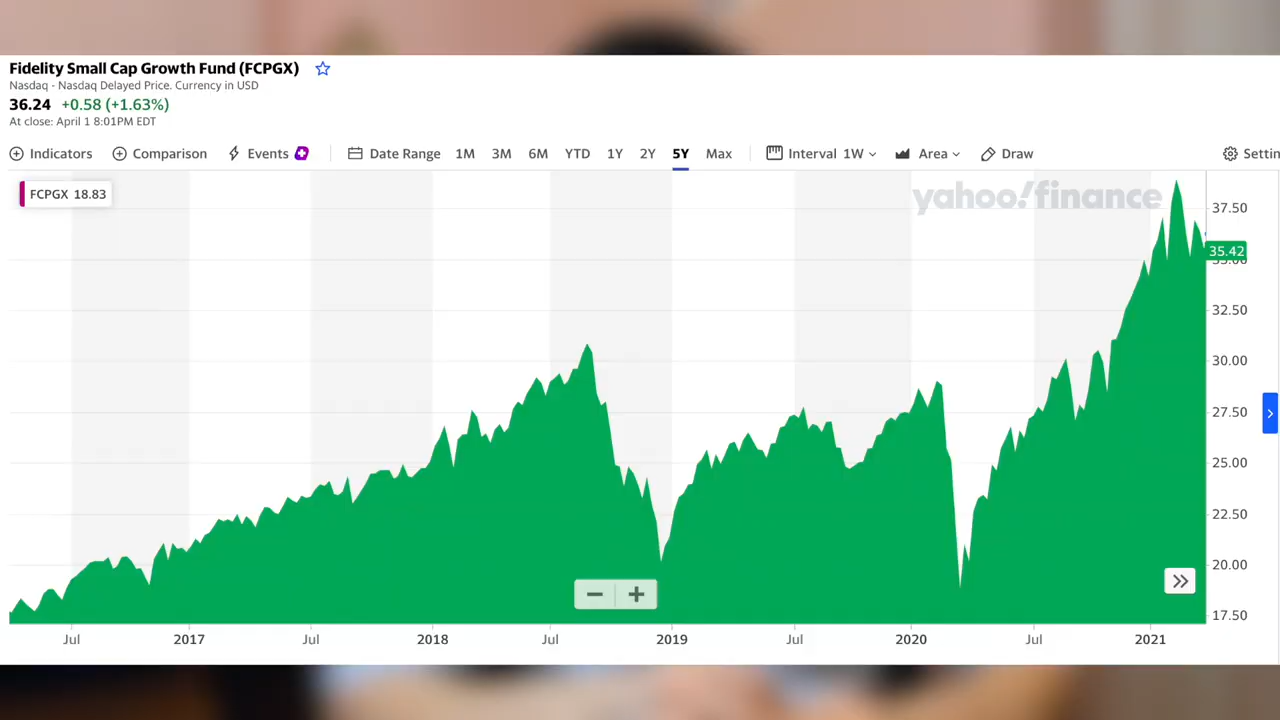 Fidelity Small Cap Growth Fund (FCPGX)
Nasdaq - Nasdaq Delayed Price. Currency in USD
36.24 +0.58 (+1.63%)
At close: April 1 8:01PM EDT
Indicators Comparison Events Date Range 1M 3M 6M YTD 1Y 2Y 5Y Max Interval 1W Area Draw Settin
FCPGX 18.83
yahoo!finance
37.50
35.42
35.00
32.50
30.00
27.50
25.00
22.50
20.00
17.50
Jul 2017 Jul 2018 Jul 2019 Jul 2020 Jul 2021